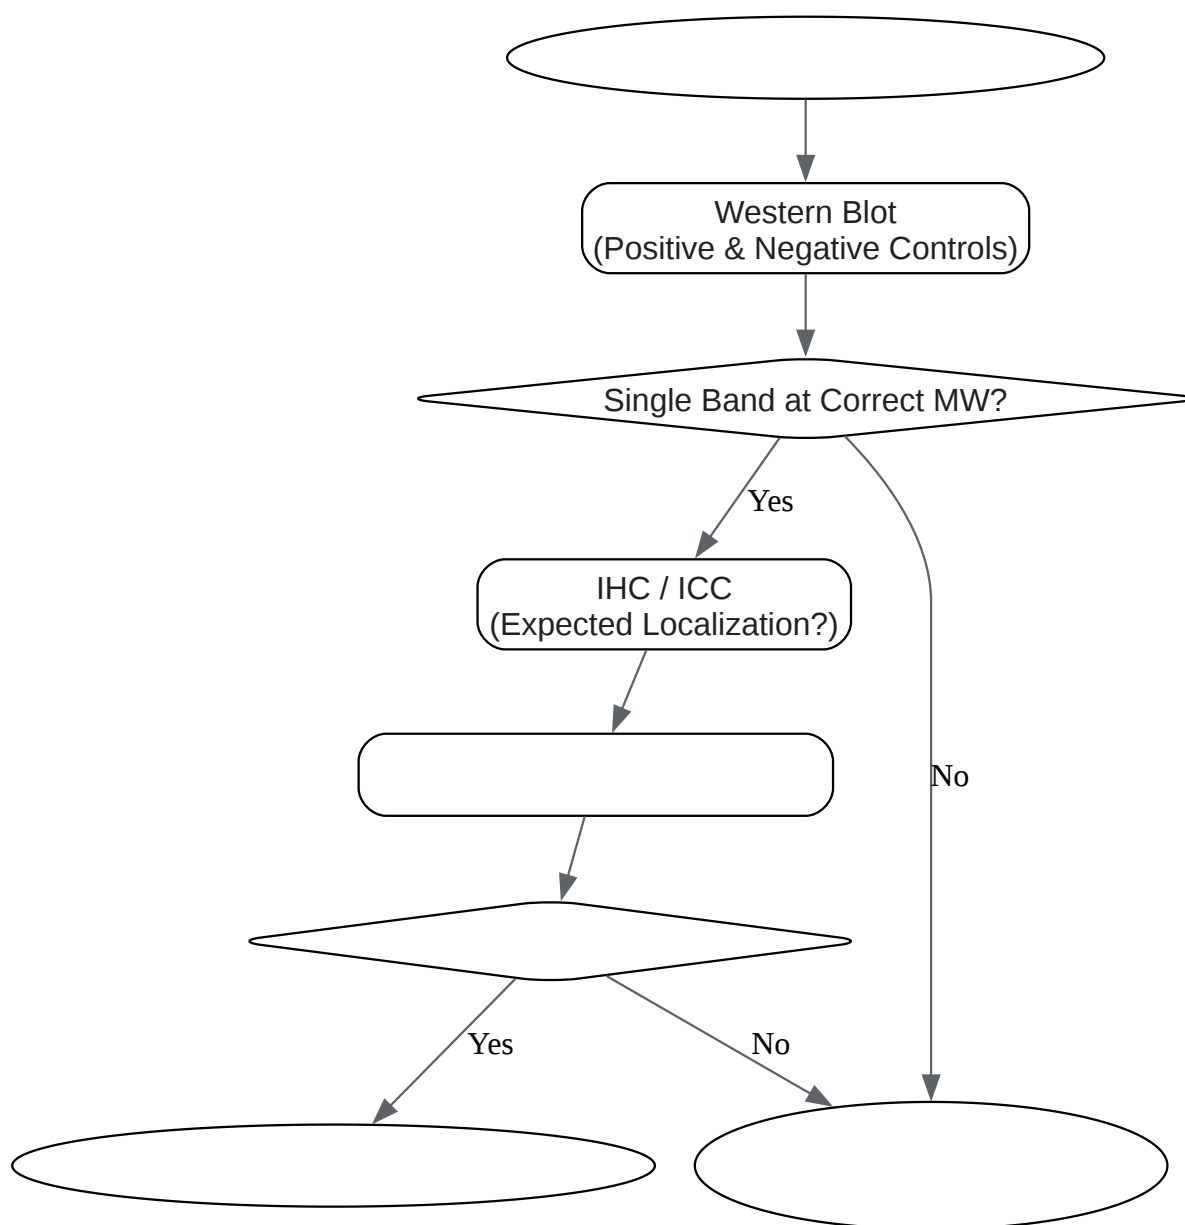 Western Blot
(Positive & Negative Controls)
Single Band at Correct MW?
Yes
IHC / ICC
(Expected Localization?)
No
Yes
No